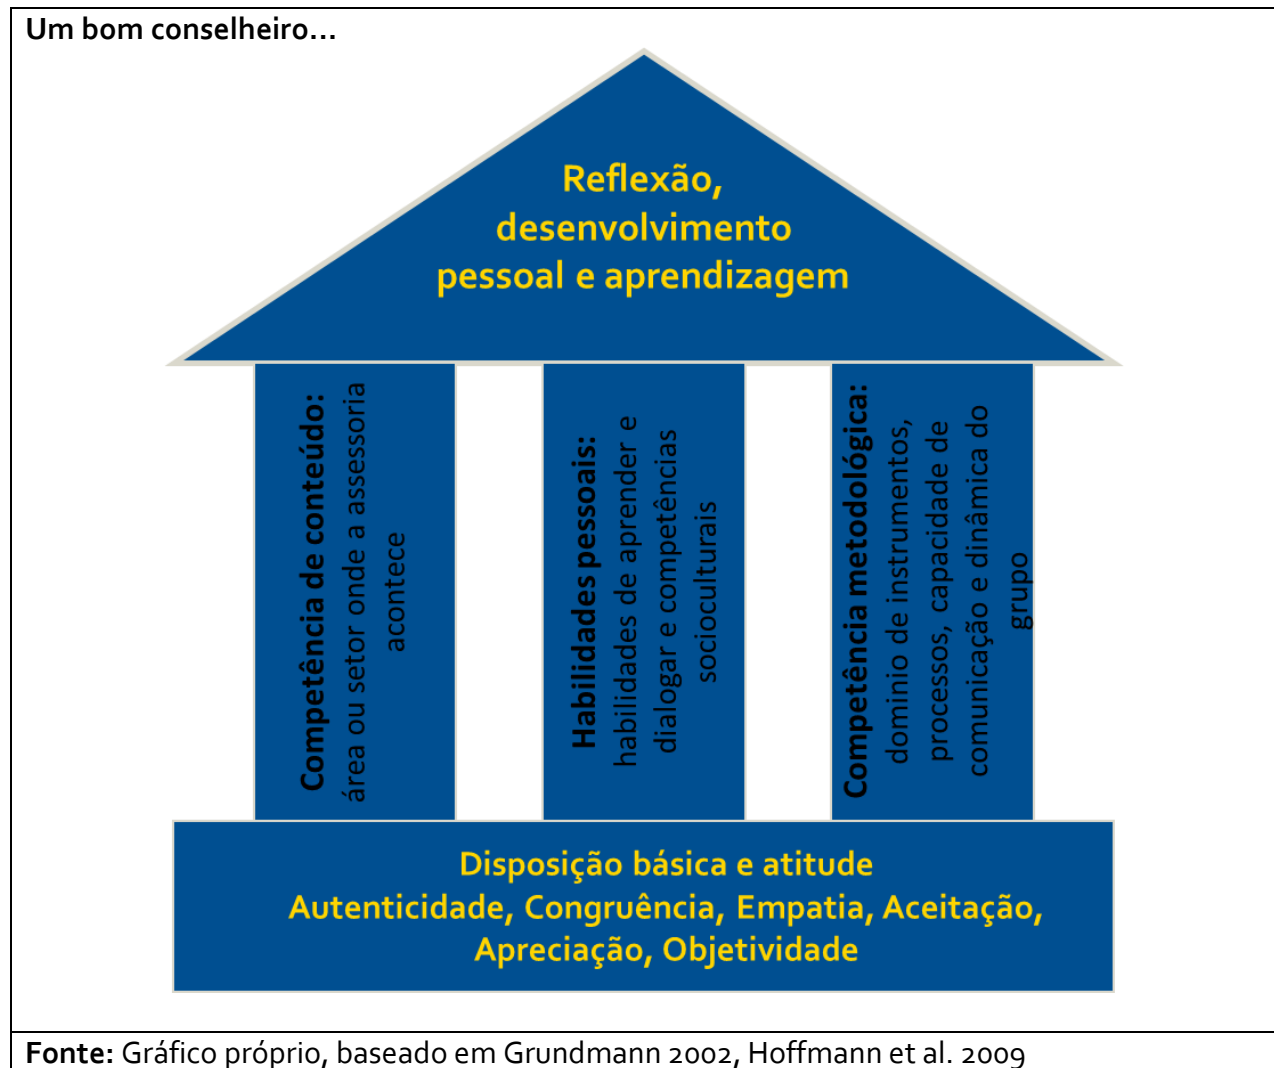 Um bom conselheiro...
Reflexão,
desenvolvimento
pessoal e aprendizagem
Competência de conteúdo:
área ou setor onde a assessoria
acontece
Habilidades pessoais:
habilidades de aprender e
dialogar e competências
socioculturais
Competência metodológica:
dominio de instrumentos,
processos, capacidade de
comunicação e dinâmica do
grupo
Disposição básica e atitude
Autenticidade, Congruência, Empatia, Aceitação,
Apreciação, Objetividade
Fonte: Gráfico próprio, baseado em Grundmann 2002, Hoffmann et al. 2009